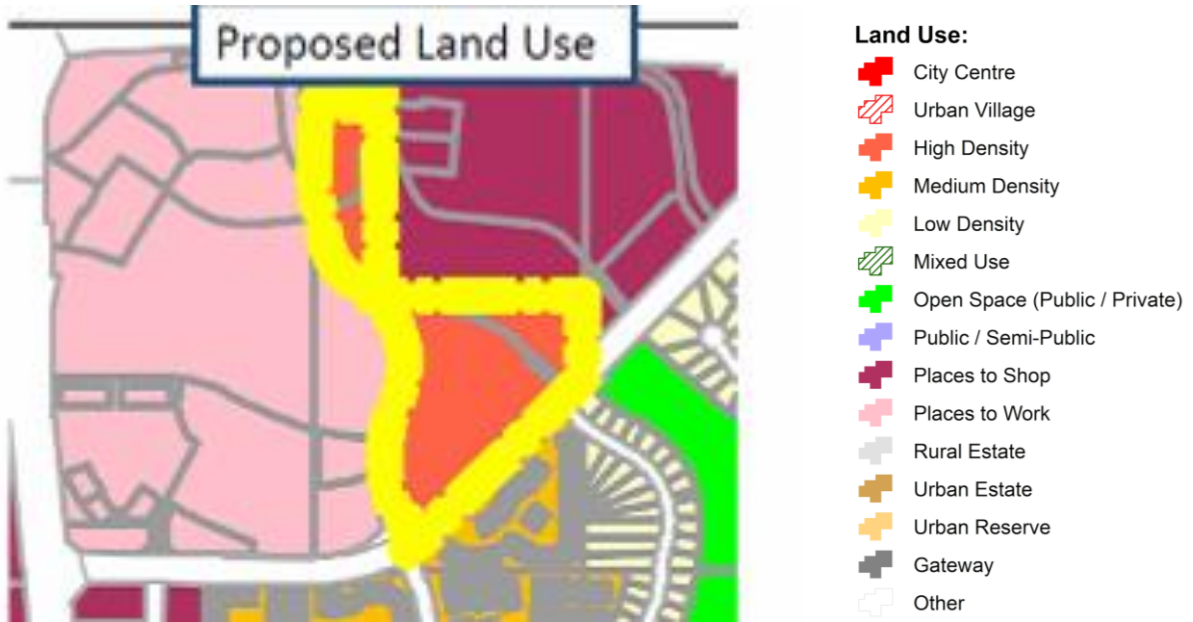 Proposed Land Use
Land Use:
City Centre
Urban Village
High Density
Medium Density
Low Density
Mixed Use
Open Space (Public / Private)
Public / Semi-Public
Places to Shop
Places to Work
Rural Estate
Urban Estate
Urban Reserve
Gateway
Other